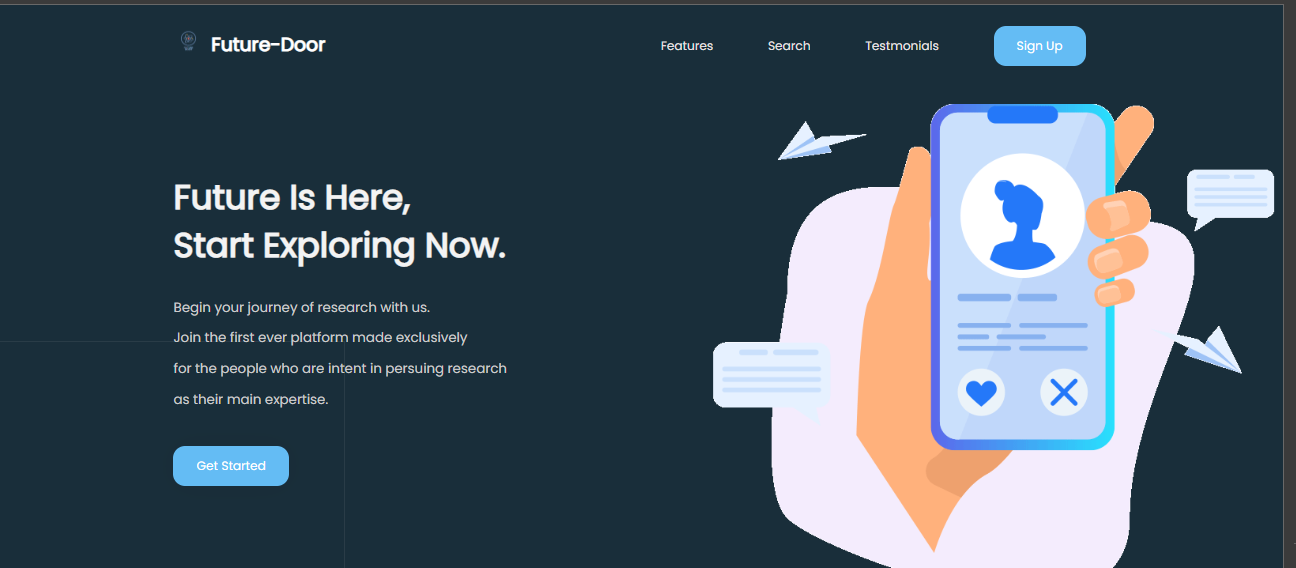 Future-Door
Features
Search
Testmonials
Sign Up
Future Is Here,
Start Exploring Now.
Begin your journey of research with us.
Join the first ever platform made exclusively
for the people who are intent in persuing research
as their main expertise.
Get Started